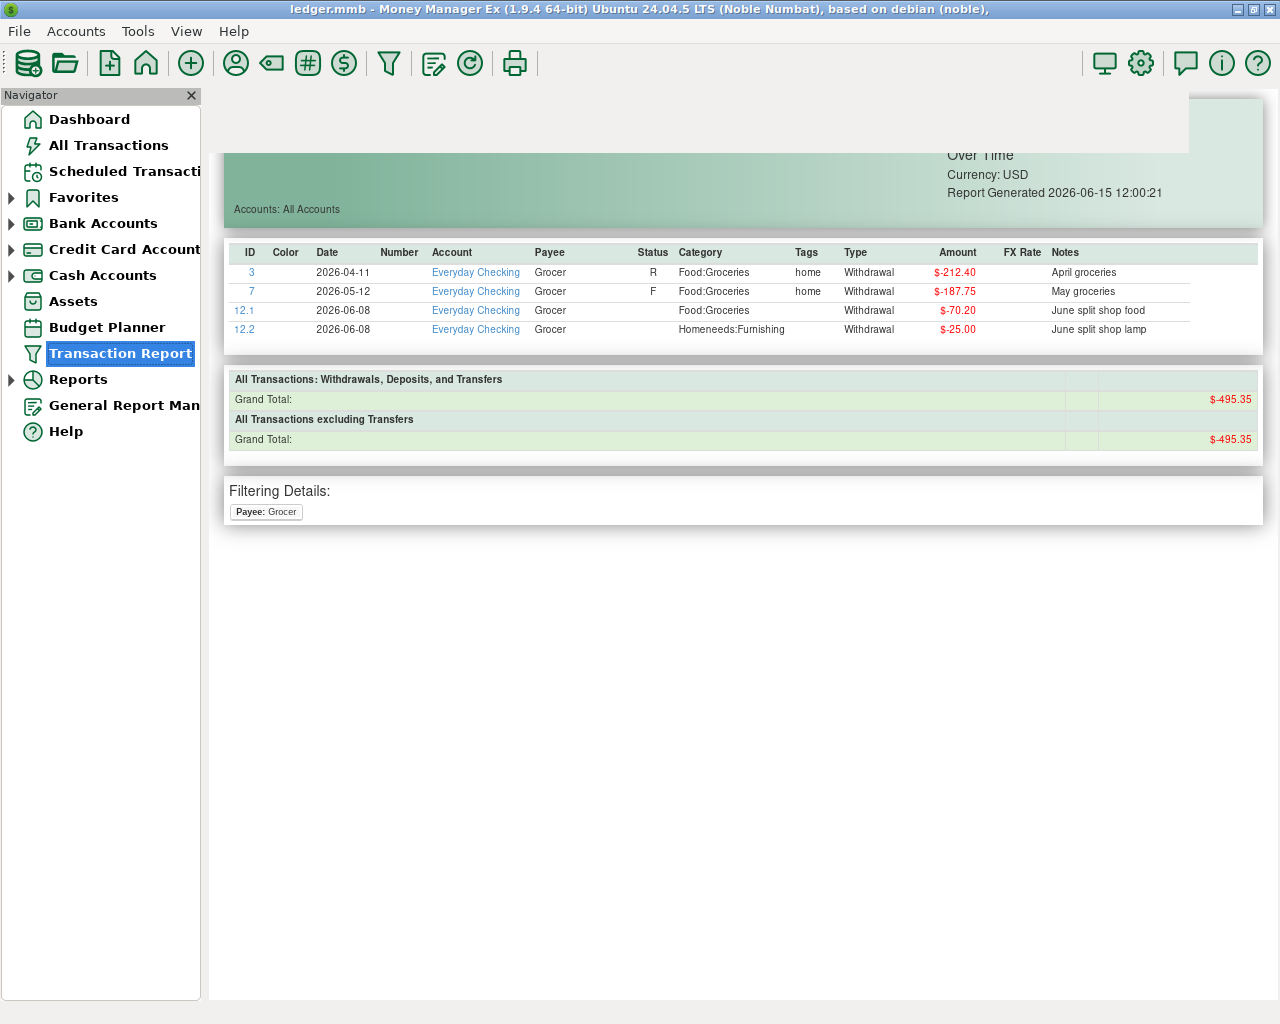 ledger.mmb - Money Manager Ex (1.9.4 64-bit) Ubuntu 24.04.5 LTS (Noble Numbat), based on debian (noble),
File Accounts Tools View Help
Navigator
Dashboard
All Transactions
Scheduled Transacti
Favorites
Bank Accounts
Credit Card Account
Cash Accounts
Assets
Budget Planner
Transaction Report
Reports
General Report Man
Help
Over Time
Currency: USD
Report Generated 2026-06-15 12:00:21
Accounts: All Accounts
ID Color Date Number Account Payee Status Category Tags Type Amount FX Rate Notes
3 2026-04-11 Everyday Checking Grocer R Food:Groceries home Withdrawal $-212.40 April groceries
7 2026-05-12 Everyday Checking Grocer F Food:Groceries home Withdrawal $-187.75 May groceries
12.1 2026-06-08 Everyday Checking Grocer Food:Groceries Withdrawal $-70.20 June split shop food
12.2 2026-06-08 Everyday Checking Grocer Homeneeds:Furnishing Withdrawal $-25.00 June split shop lamp
All Transactions: Withdrawals, Deposits, and Transfers
Grand Total: $-495.35
All Transactions excluding Transfers
Grand Total: $-495.35
Filtering Details:
Payee: Grocer